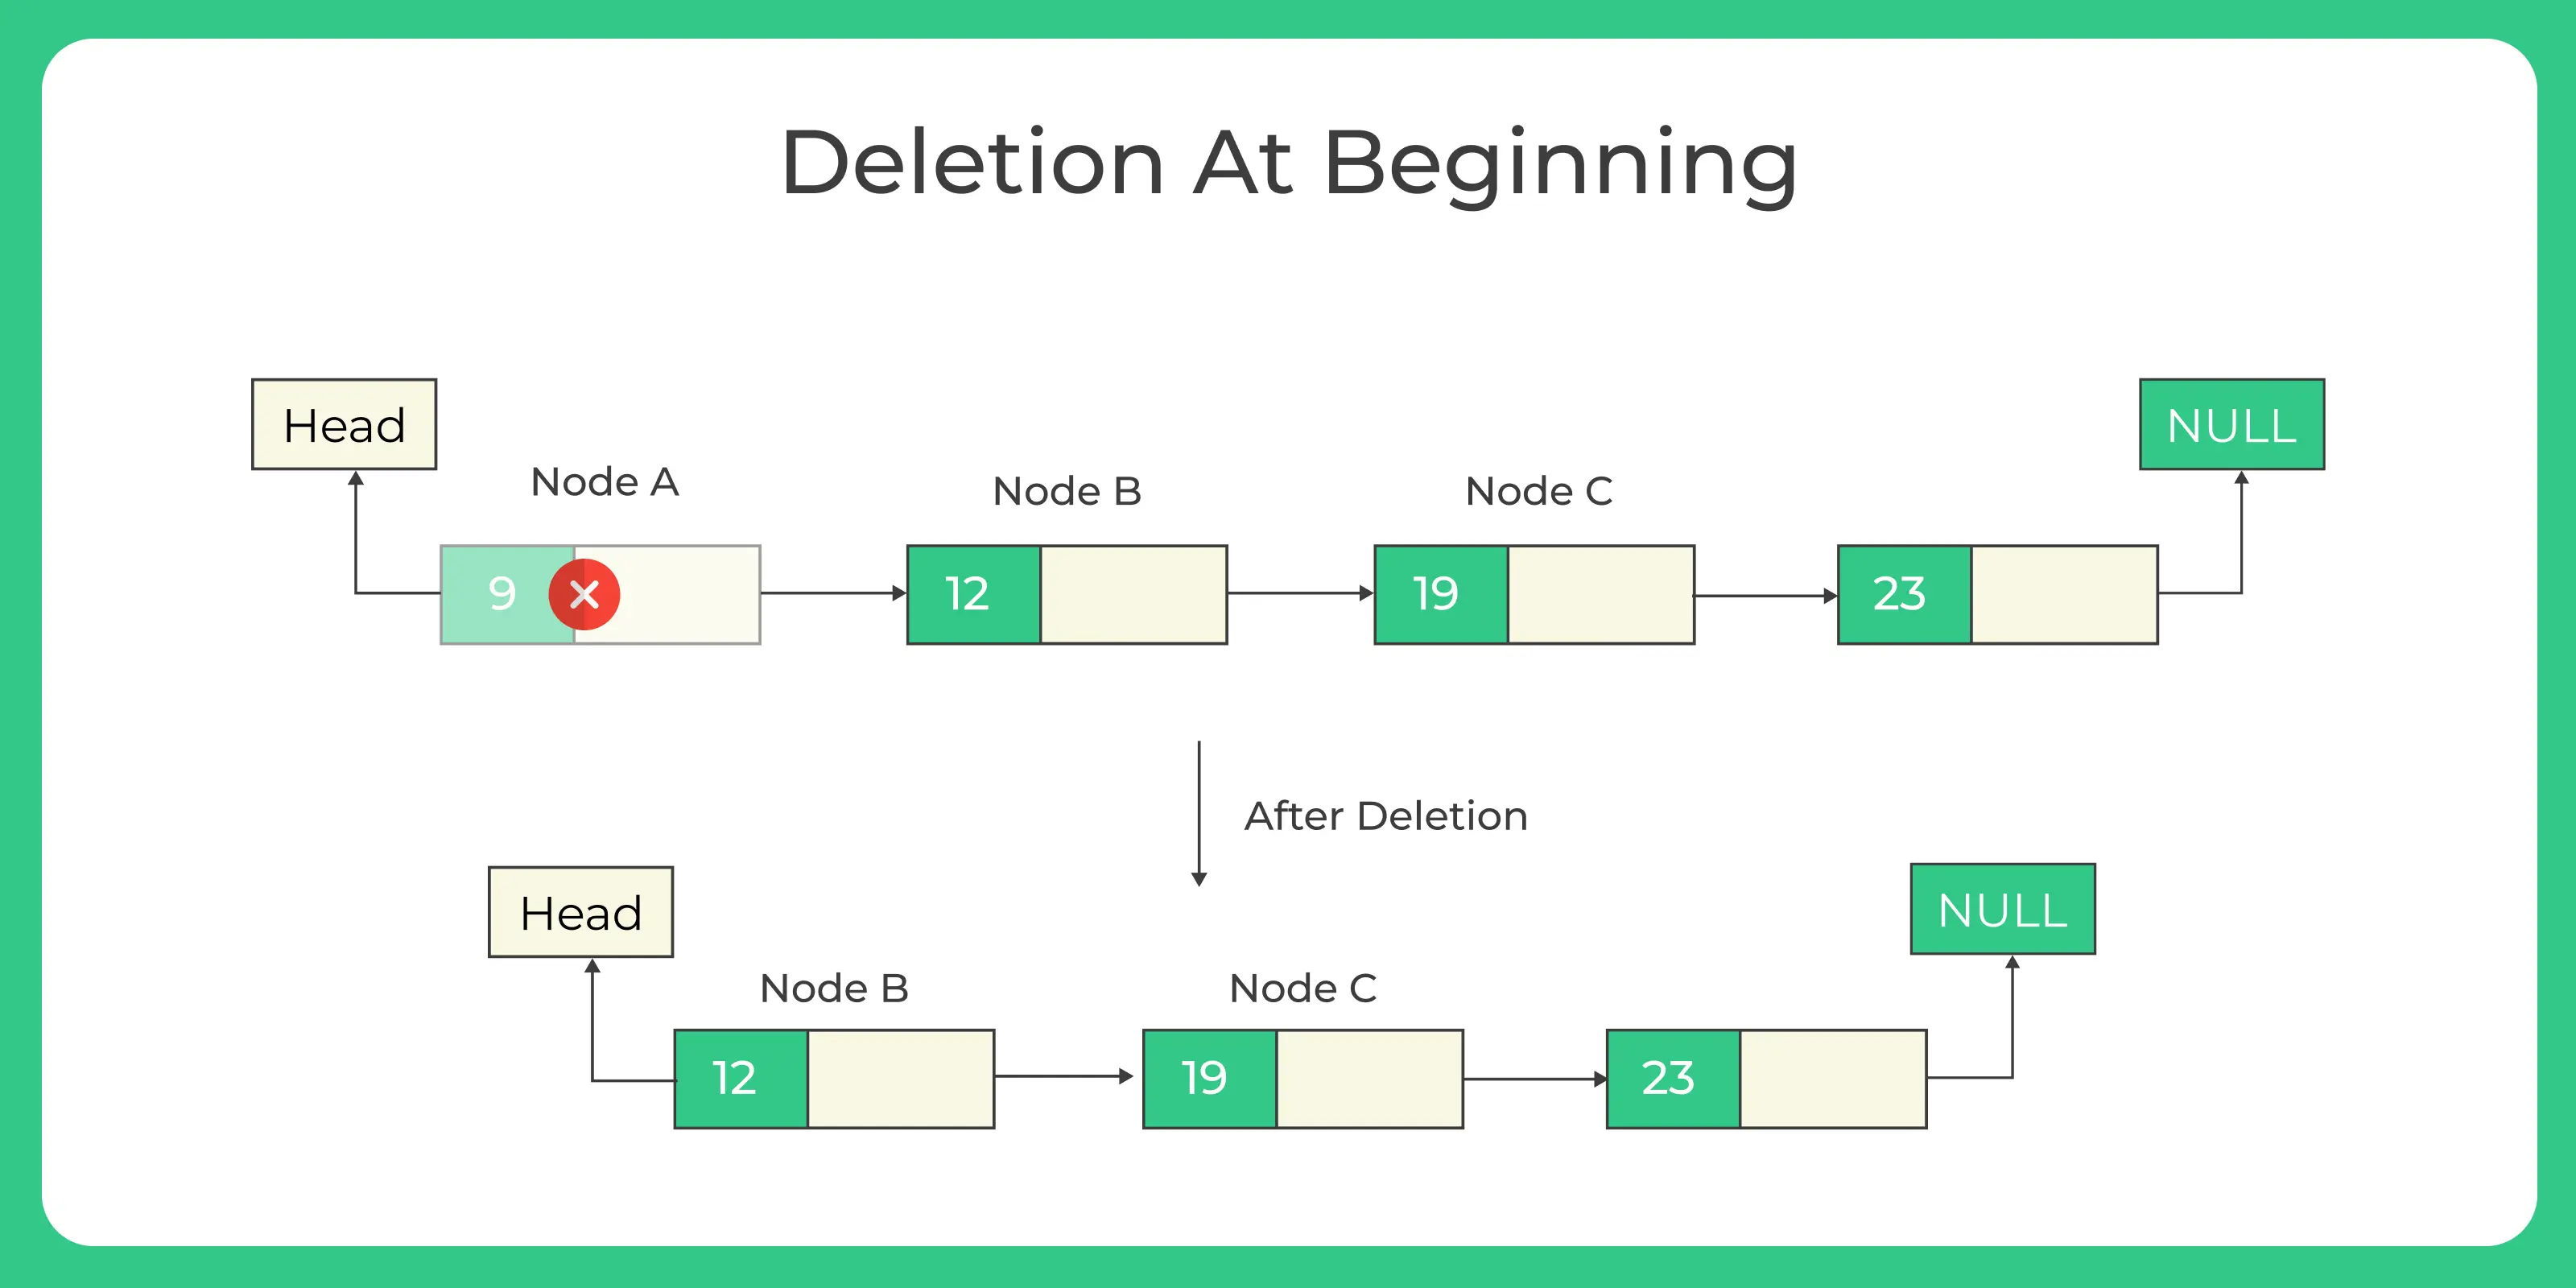 Deletion At Beginning
Head
NULL
Node A
Node B
Node C
9
12
19
23
After Deletion
Head
NULL
Node B
Node C
12
19
23